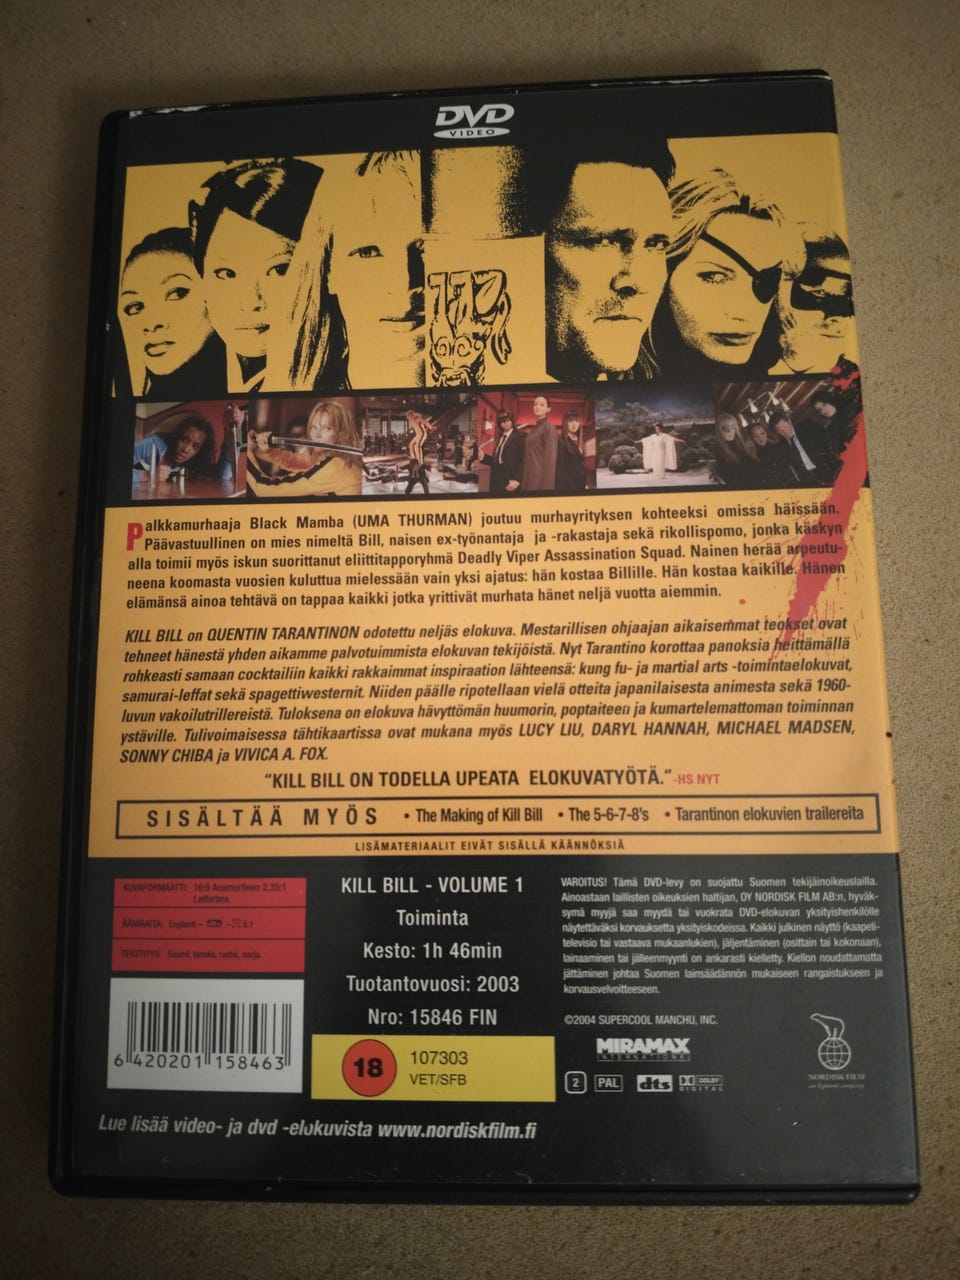 DVD
VIDEO
Palkkamurhaaja Black Mamba (UMA THURMAN) joutuu murhayrityksen kohteeksi omissa häissään.
Päävastuullinen on mies nimeltä Bill, naisen ex-työnantaja ja -rakastaja sekä rikollispomo, jonka käskyn
alla toimii myös iskun suorittanut eliittitapporyhmä Deadly Viper Assassination Squad. Nainen herää arpeutu-
neena koomasta vuosien kuluttua mielessään vain yksi ajatus: hän kostaa Billille. Hän kostaa kaikille. Hänen
elämänsä ainoa tehtävä on tappaa kaikki jotka yrittivät murhata hänet neljä vuotta aiemmin.
KILL BILL on QUENTIN TARANTINON odotettu neljäs elokuva. Mestarillisen ohjaajan aikaisemmat teokset ovat
tehneet hänestä yhden aikamme palvotuimmista elokuvan tekijöistä. Nyt Tarantino korottaa panoksia heittämällä
rohkeasti samaan cocktailiin kaikki rakkaimmat inspiraation lähteensä: kung fu- ja martial arts -toimintaelokuvat,
samurai-leffat sekä spagettiwesternit. Niiden päälle ripotellaan vielä otteita japanilaisesta animesta sekä 1960-
luvun vakoilutrillereistä. Tuloksena on elokuva hävyttömän huumorin, poptaiteen ja kumartelemattoman toiminnan
ystäville. Tulivoimaisessa tähtikaartissa ovat mukana myös LUCY LIU, DARYL HANNAH, MICHAEL MADSEN,
SONNY CHIBA ja VIVICA A. FOX.
“KILL BILL ON TODELLA UPEATA ELOKUVATYÖTÄ.” -HS NYT
SISÄLTÄÄ MYÖS • The Making of Kill Bill • The 5-6-7-8's • Tarantinon elokuvien trailereita
LISÄMATERIAALIT EIVÄT SISÄLLÄ KÄÄNNÖKSIÄ
KUVAFORMAATTI: 16:9 Anamorfinen 2,35:1
Letterbox
ÄÄNIRAITA: Englanti - dts - 5.1
TEKSTITYS: Suomi, tanska, ruotsi, norja.
6 420201 158463
KILL BILL - VOLUME 1
Toiminta
Kesto: 1h 46min
Tuotantovuosi: 2003
Nro: 15846 FIN
18
107303
VET/SFB
VAROITUS! Tämä DVD-levy on suojattu Suomen tekijäinoikeuslailla.
Ainoastaan laillisten oikeuksien haltijan, OY NORDISK FILM AB:n, hyväk-
symä myyjä saa myydä tai vuokrata DVD-elokuvan yksityishenkilölle
näytettäväksi korvauksetta yksityiskodeissa. Kaikki julkinen näyttö (kaapeli-
televisio tai vastaava mukaanlukien), jäljentäminen (osittain tai kokonaan),
lainaaminen tai jälleenmyynti on ankarasti kielletty. Kiellon noudattamatta
jättäminen johtaa Suomen lainsäädännön mukaiseen rangaistukseen ja
korvausvelvoitteeseen.
©2004 SUPERCOOL MANCHU, INC.
MIRAMAX
INTERNATIONAL
2 PAL dts DOLBY
DIGITAL
NORDISK FILM
an Egmont company
Lue lisää video- ja dvd -elokuvista www.nordiskfilm.fi